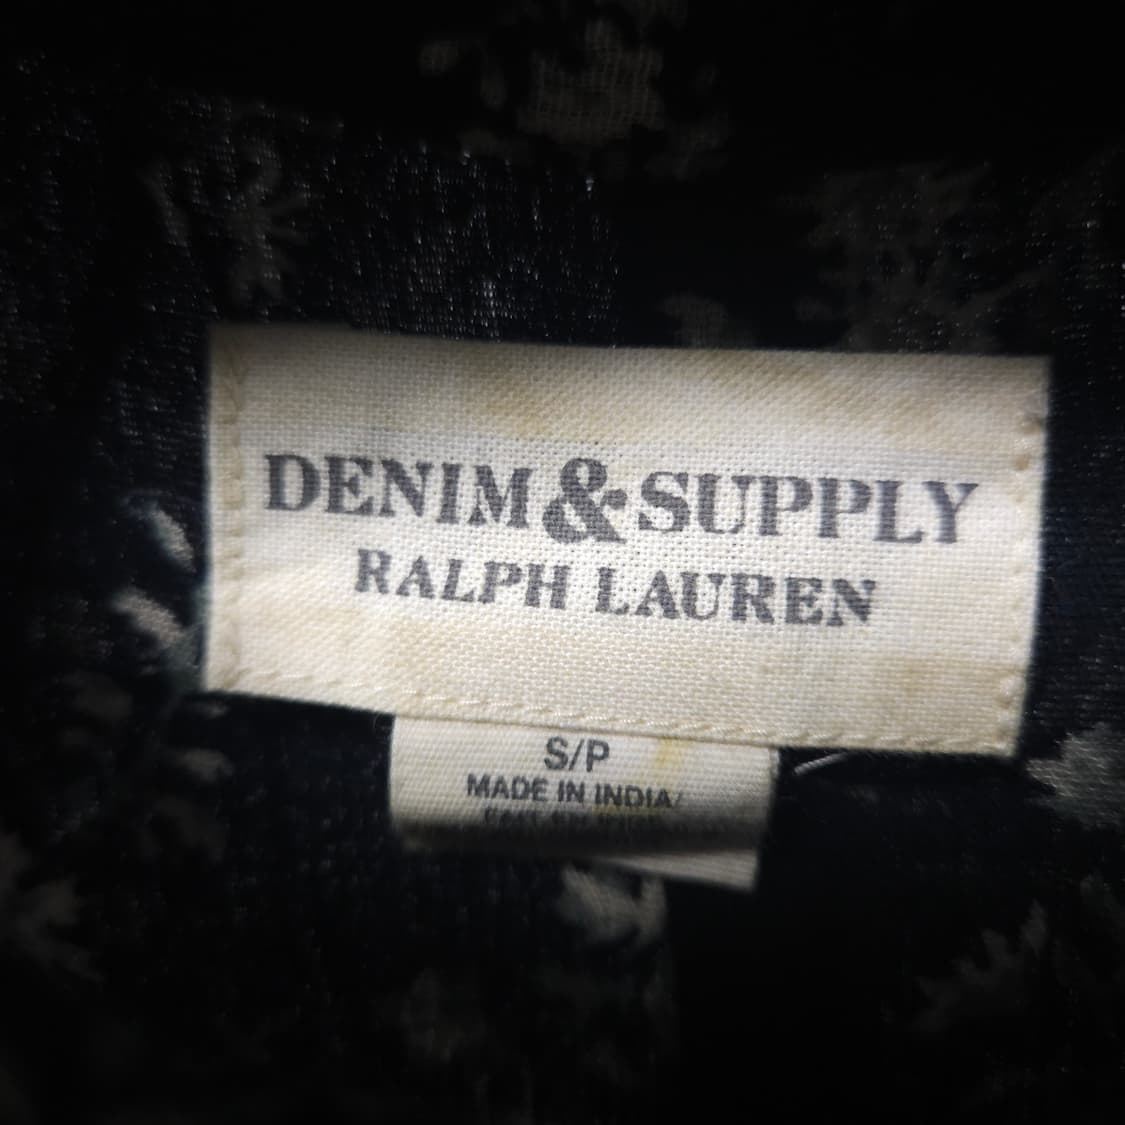 DENIM & SUPPLY
RALPH LAUREN
S/P
MADE IN INDIA/